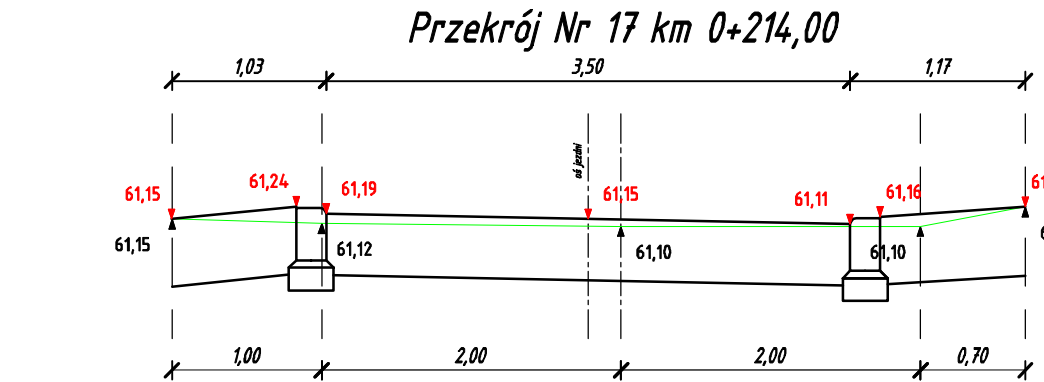 Przekrój Nr 17 km 0+214,00
1,03 3,50 1,17
oś jezdni
61,15 61,24 61,19 61,15 61,11 61,16
61,15 61,12 61,10 61,10
1,00 2,00 2,00 0,70